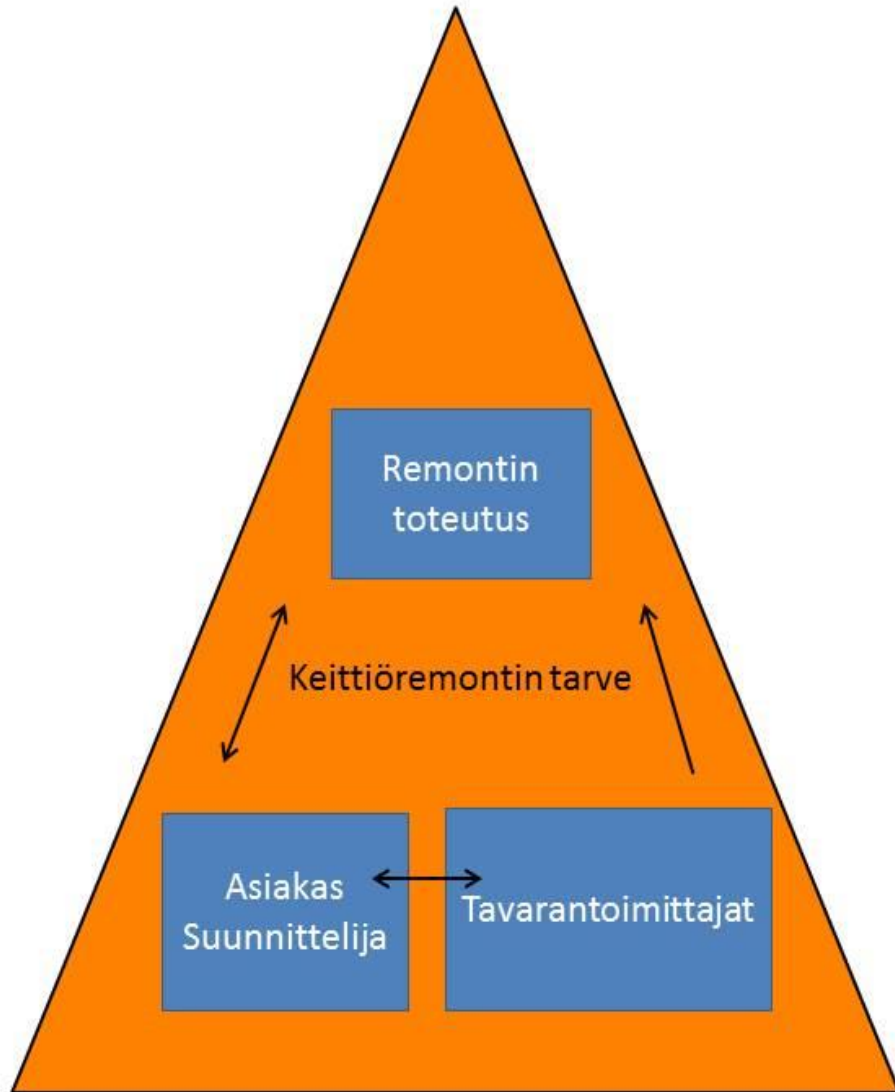 Remontin
toteutus
Keittiöremontin tarve
Asiakas
Suunnittelija
Tavarantoimittajat